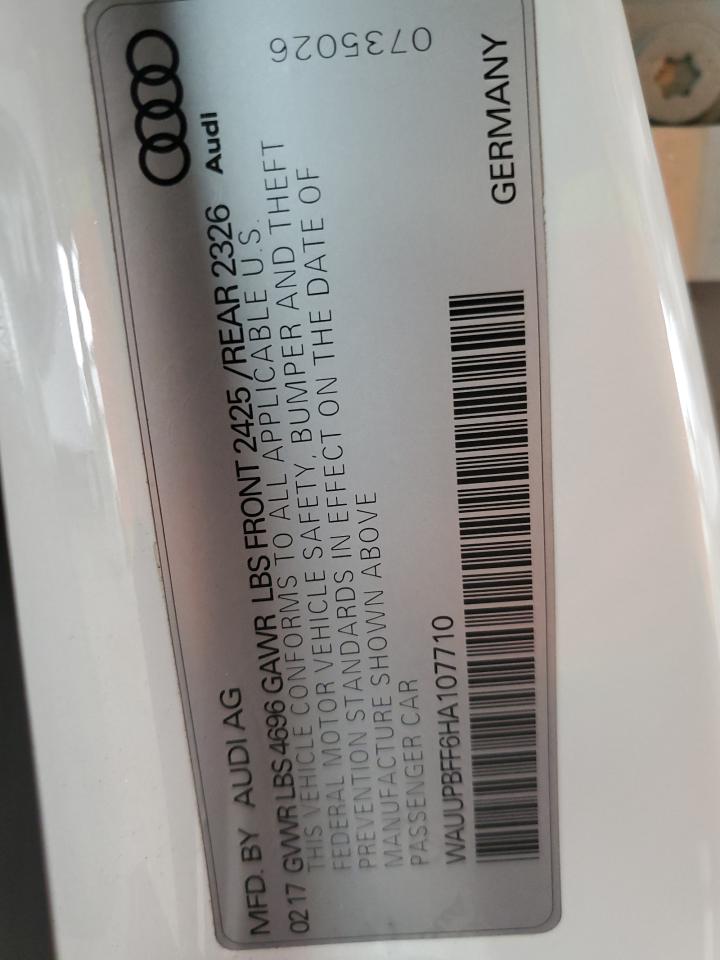 Audi
0735026
MFD. BY AUDI AG
02 17 GVWR LBS 4696 GAWR LBS FRONT 2425 /REAR 2326
THIS VEHICLE CONFORMS TO ALL APPLICABLE U.S.
FEDERAL MOTOR VEHICLE SAFETY, BUMPER AND THEFT
PREVENTION STANDARDS IN EFFECT ON THE DATE OF
MANUFACTURE SHOWN ABOVE
PASSENGER CAR
WAUUPBFF6HA107710
GERMANY